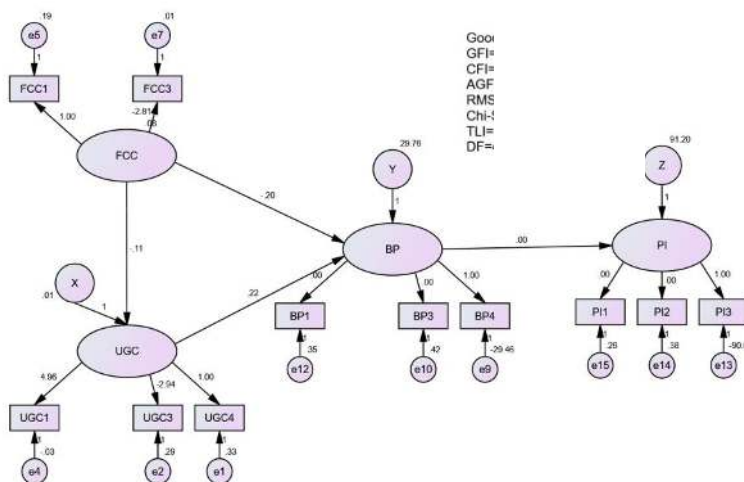 .19
.01
e5
e7
1
1
FCC1
FCC3
1.00
-2.81
.08
FCC
Goo
GFI=
CFI=
AGF
RMS
Chi-S
TLI=
DF=
29.76
Y
1
91.20
Z
1
-.20
-.11
BP
.00
PI
X
.01
1
.22
.00
.00
1.00
.00
.00
1.00
BP1
BP3
BP4
PI1
PI2
PI3
1
1
1
1
1
1
.35
.42
-29.46
.26
.38
e12
e10
e9
e15
e14
e13
UGC
4.96
-2.94
1.00
UGC1
UGC3
UGC4
1
1
1
-.03
.29
.33
e4
e2
e1